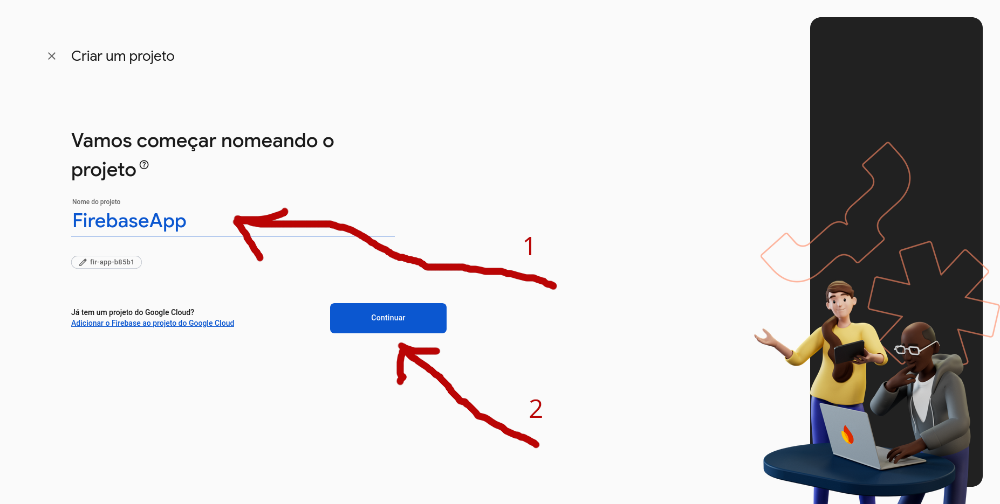 Criar um projeto
Vamos começar nomeando o
projeto
Nome do projeto
FirebaseApp
1
fir-app-b85b1
Já tem um projeto do Google Cloud?
Adicionar o Firebase ao projeto do Google Cloud
Continuar
2